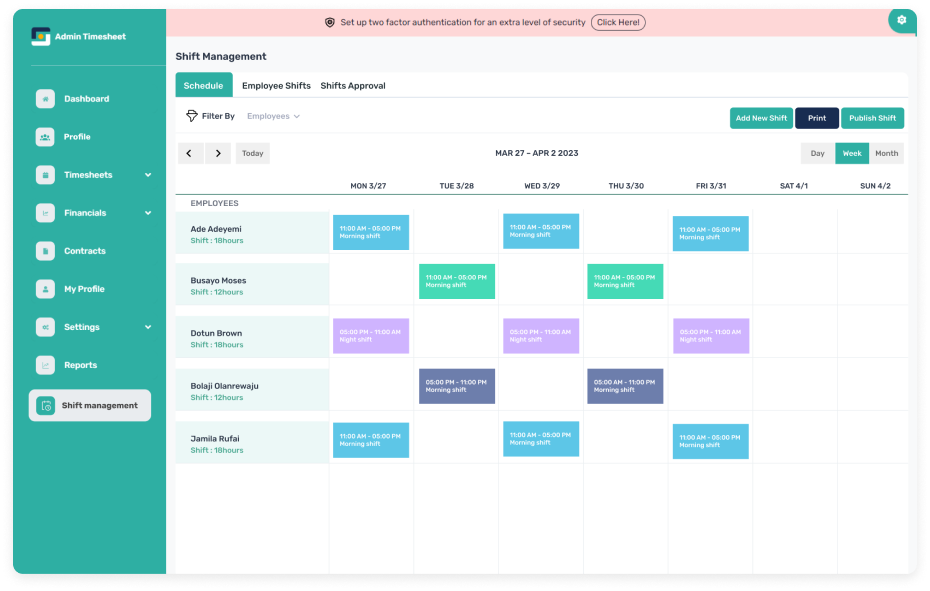 Set up two factor authentication for an extra level of security Click Here!
Admin Timesheet
Dashboard
Profile
Timesheets
Financials
Contracts
My Profile
Settings
Reports
Shift management
Shift Management
Schedule Employee Shifts Shifts Approval
Filter By Employees
Add New Shift Print Publish Shift
Today MAR 27 - APR 2 2023 Day Week Month
MON 3/27 TUE 3/28 WED 3/29 THU 3/30 FRI 3/31 SAT 4/1 SUN 4/2
EMPLOYEES
Ade Adeyemi
Shift : 18hours
11:00 AM - 05:00 PM
Morning shift
11:00 AM - 05:00 PM
Morning shift
11:00 AM - 05:00 PM
Morning shift
Busayo Moses
Shift : 12hours
11:00 AM - 05:00 PM
Morning shift
11:00 AM - 05:00 PM
Morning shift
Dotun Brown
Shift : 18hours
05:00 PM - 11:00 AM
Night shift
05:00 PM - 11:00 AM
Night shift
05:00 PM - 11:00 AM
Night shift
Bolaji Olanrewaju
Shift : 12hours
05:00 PM - 11:00 PM
Morning shift
05:00 AM - 11:00 PM
Morning shift
Jamila Rufai
Shift : 18hours
11:00 AM - 05:00 PM
Morning shift
11:00 AM - 05:00 PM
Morning shift
11:00 AM - 05:00 PM
Morning shift